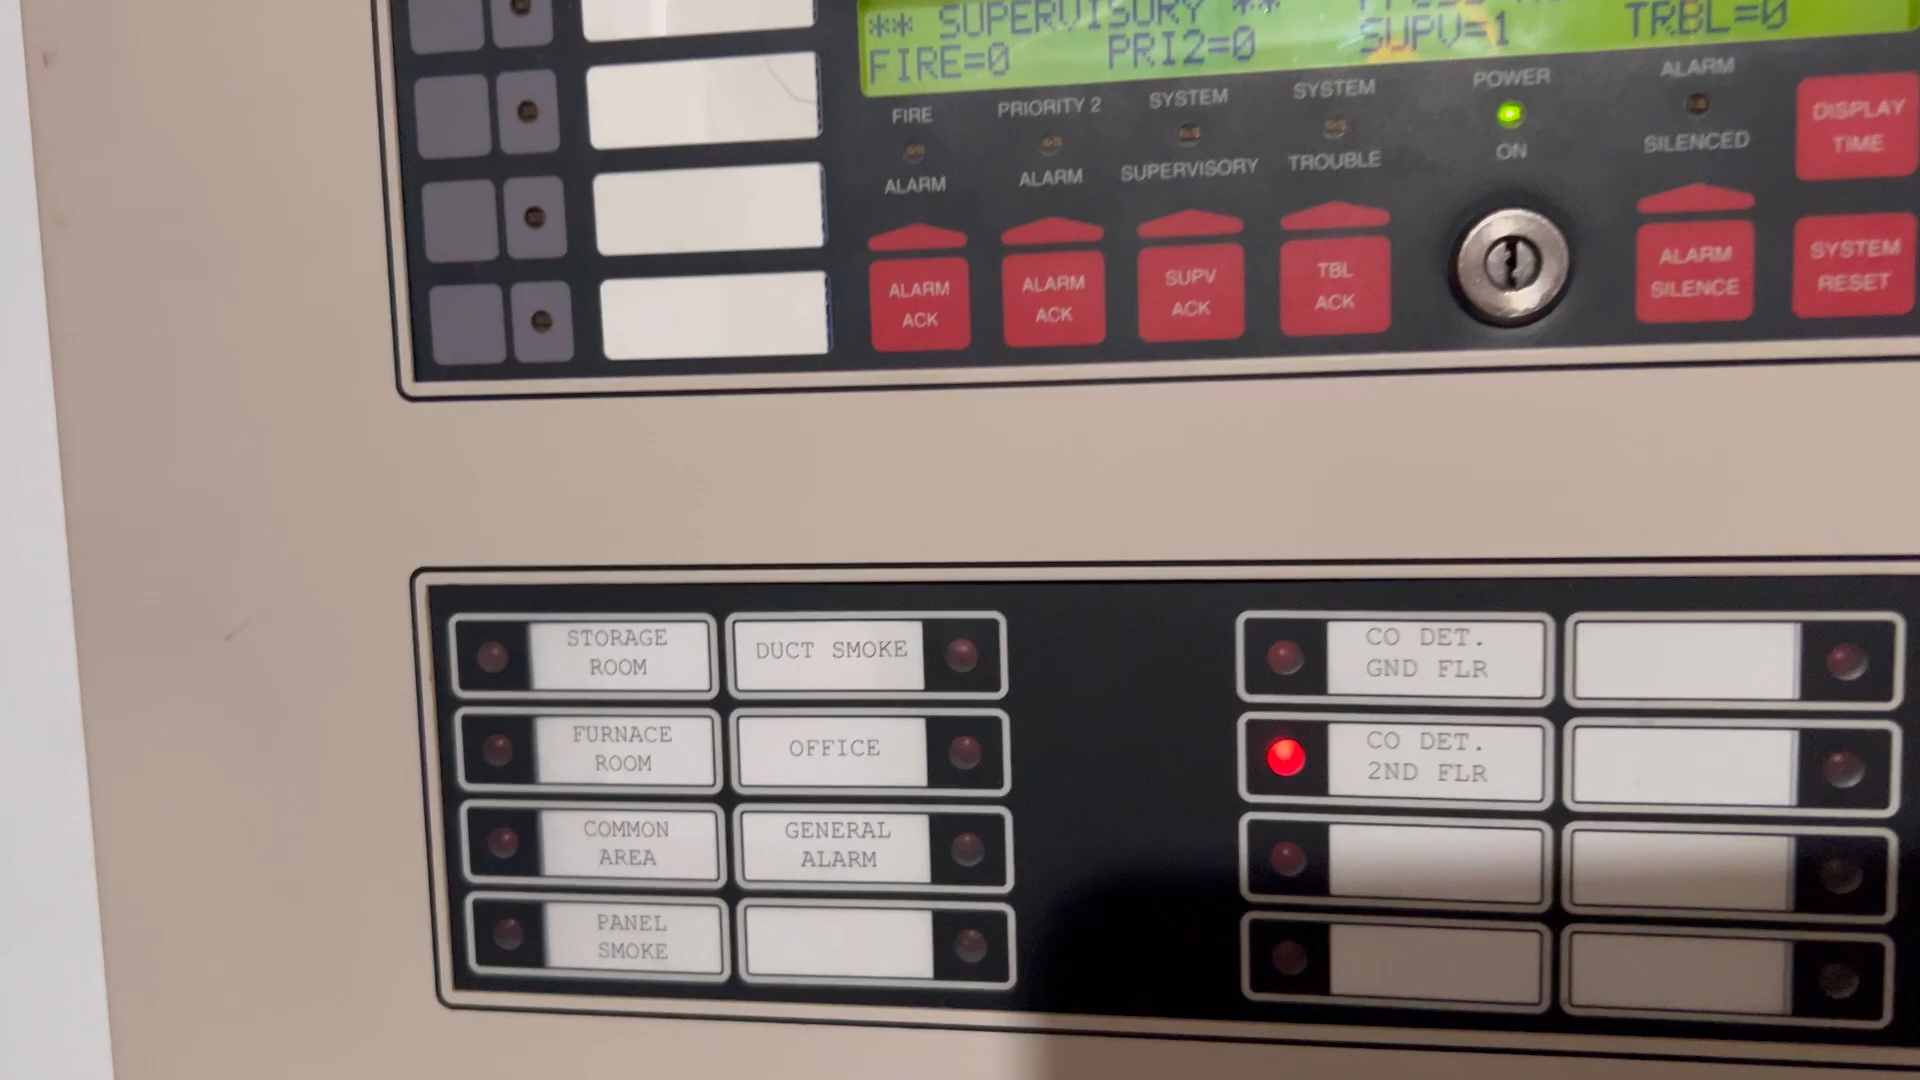 ** SUPERVISORY **
FIRE=0 PRI2=0 SUPV=1 TRBL=0
FIRE
ALARM
PRIORITY 2
ALARM
SYSTEM
SUPERVISORY
SYSTEM
TROUBLE
POWER
ON
ALARM
SILENCED
DISPLAY
TIME
ALARM
ACK
ALARM
ACK
SUPV
ACK
TBL
ACK
ALARM
SILENCE
SYSTEM
RESET
STORAGE
ROOM
DUCT SMOKE
CO DET.
GND FLR
FURNACE
ROOM
OFFICE
CO DET.
2ND FLR
COMMON
AREA
GENERAL
ALARM
PANEL
SMOKE